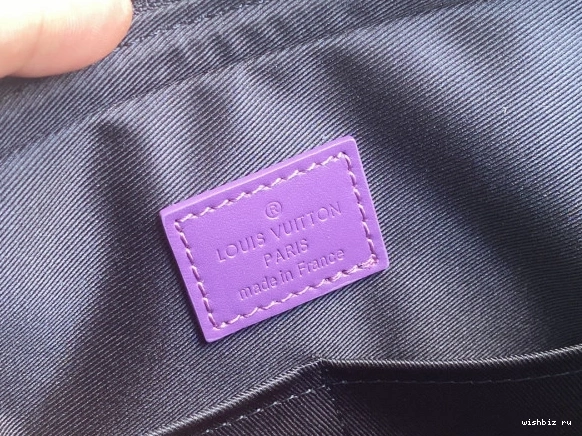 ®
LOUIS VUITTON
PARIS
made in France
wishbiz ru